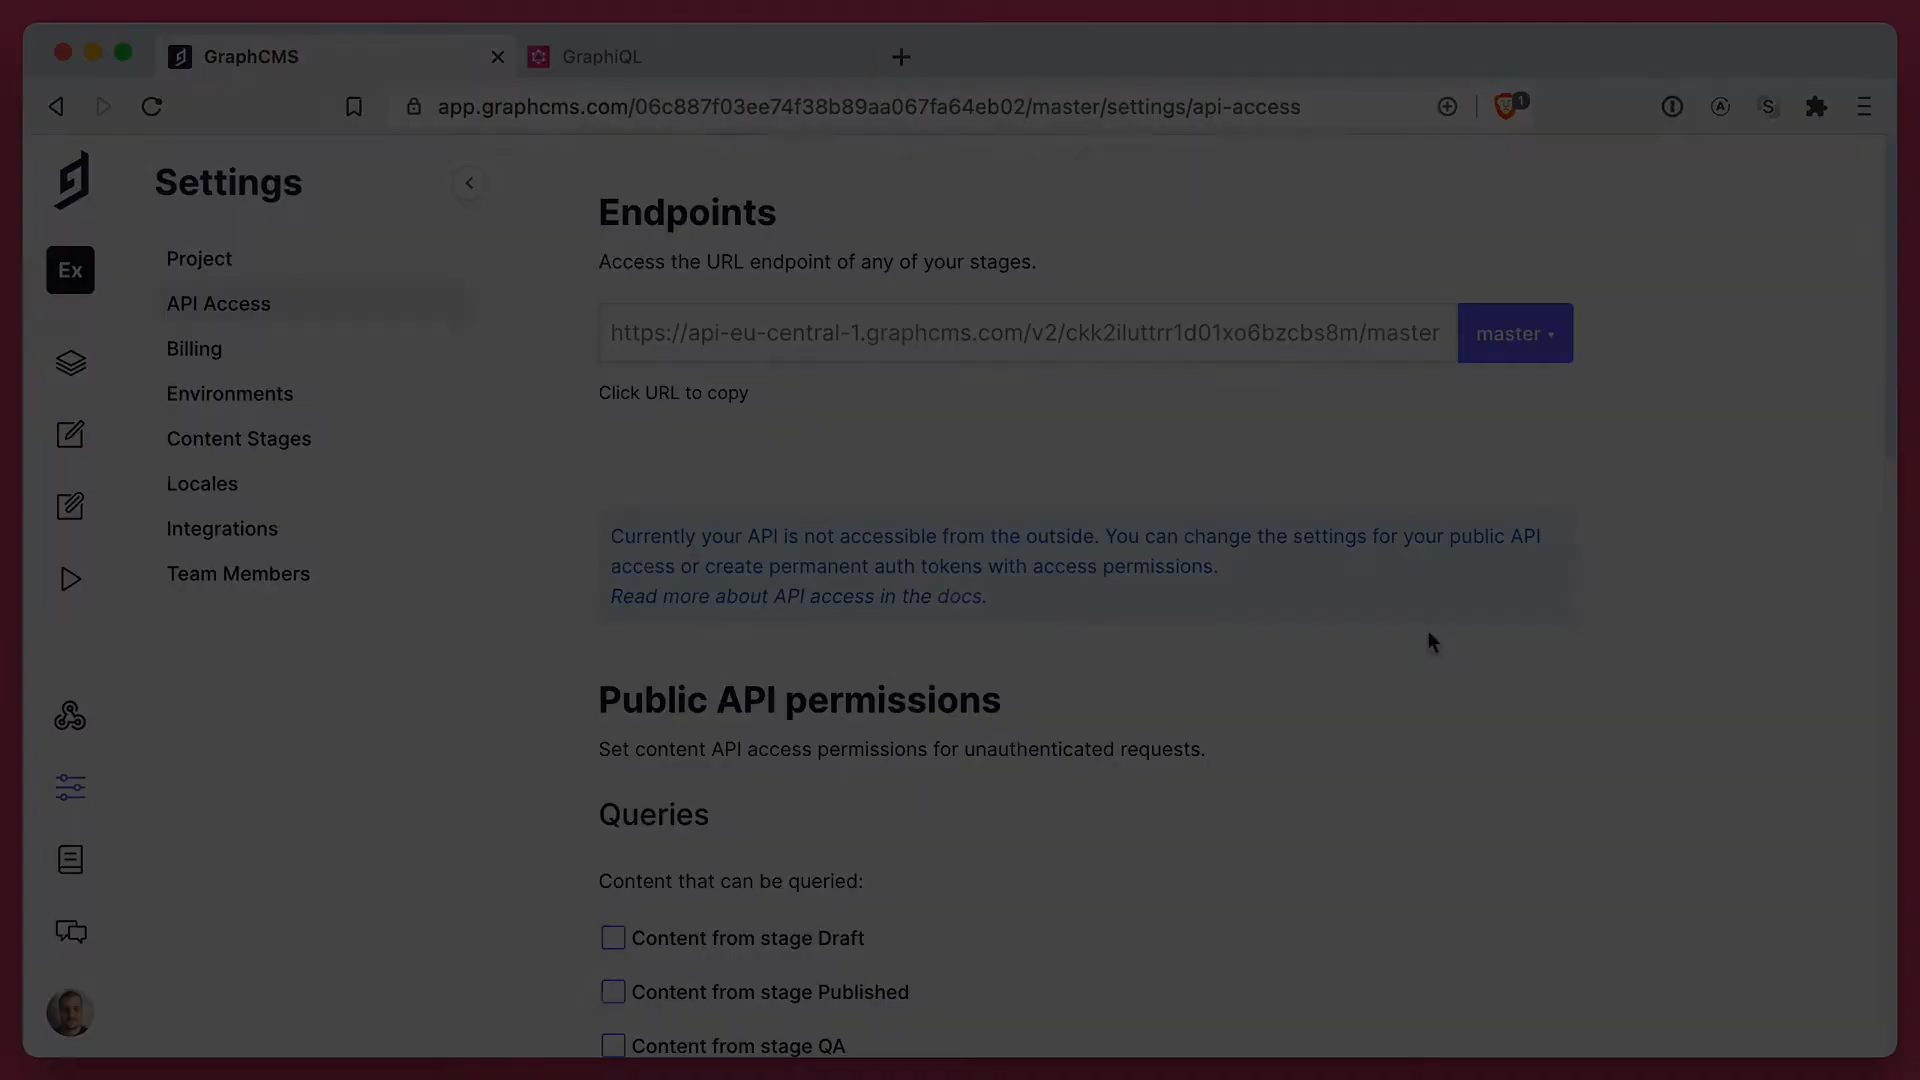 GraphCMS
GraphiQL
app.graphcms.com/06c887f03ee74f38b89aa067fa64eb02/master/settings/api-access
1
S
Settings
Ex
Project
API Access
Billing
Environments
Content Stages
Locales
Integrations
Team Members
Endpoints
Access the URL endpoint of any of your stages.
https://api-eu-central-1.graphcms.com/v2/ckk2iluttrr1d01xo6bzcbs8m/master
master
Click URL to copy
Currently your API is not accessible from the outside. You can change the settings for your public API
access or create permanent auth tokens with access permissions.
Read more about API access in the docs.
Public API permissions
Set content API access permissions for unauthenticated requests.
Queries
Content that can be queried:
Content from stage Draft
Content from stage Published
Content from stage QA